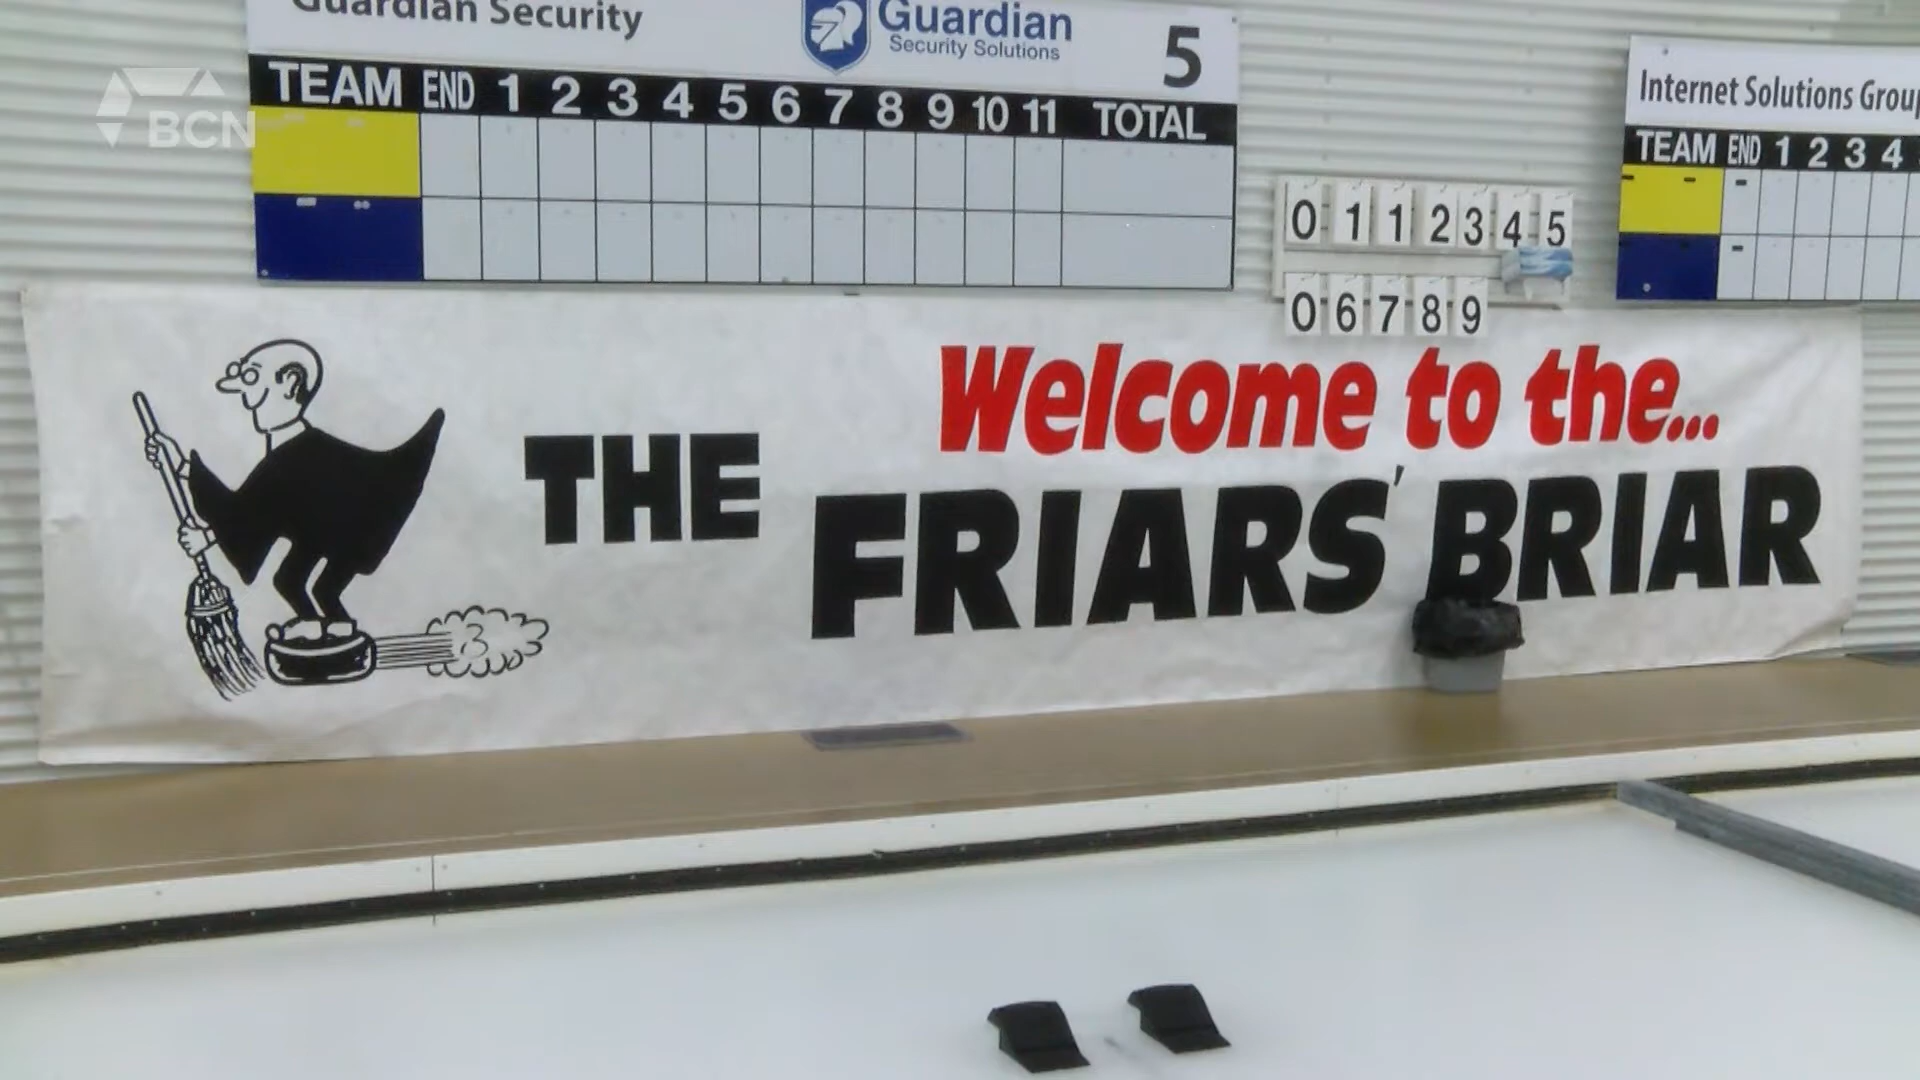 Guardian Security
Guardian
Security Solutions
5
TEAM END 1 2 3 4 5 6 7 8 9 10 11 TOTAL
BCN
Internet Solutions
TEAM END 1 2 3 4
0 1 1 2 3 4 5
0 6 7 8 9
Welcome to the...
THE FRIARS' BRIAR